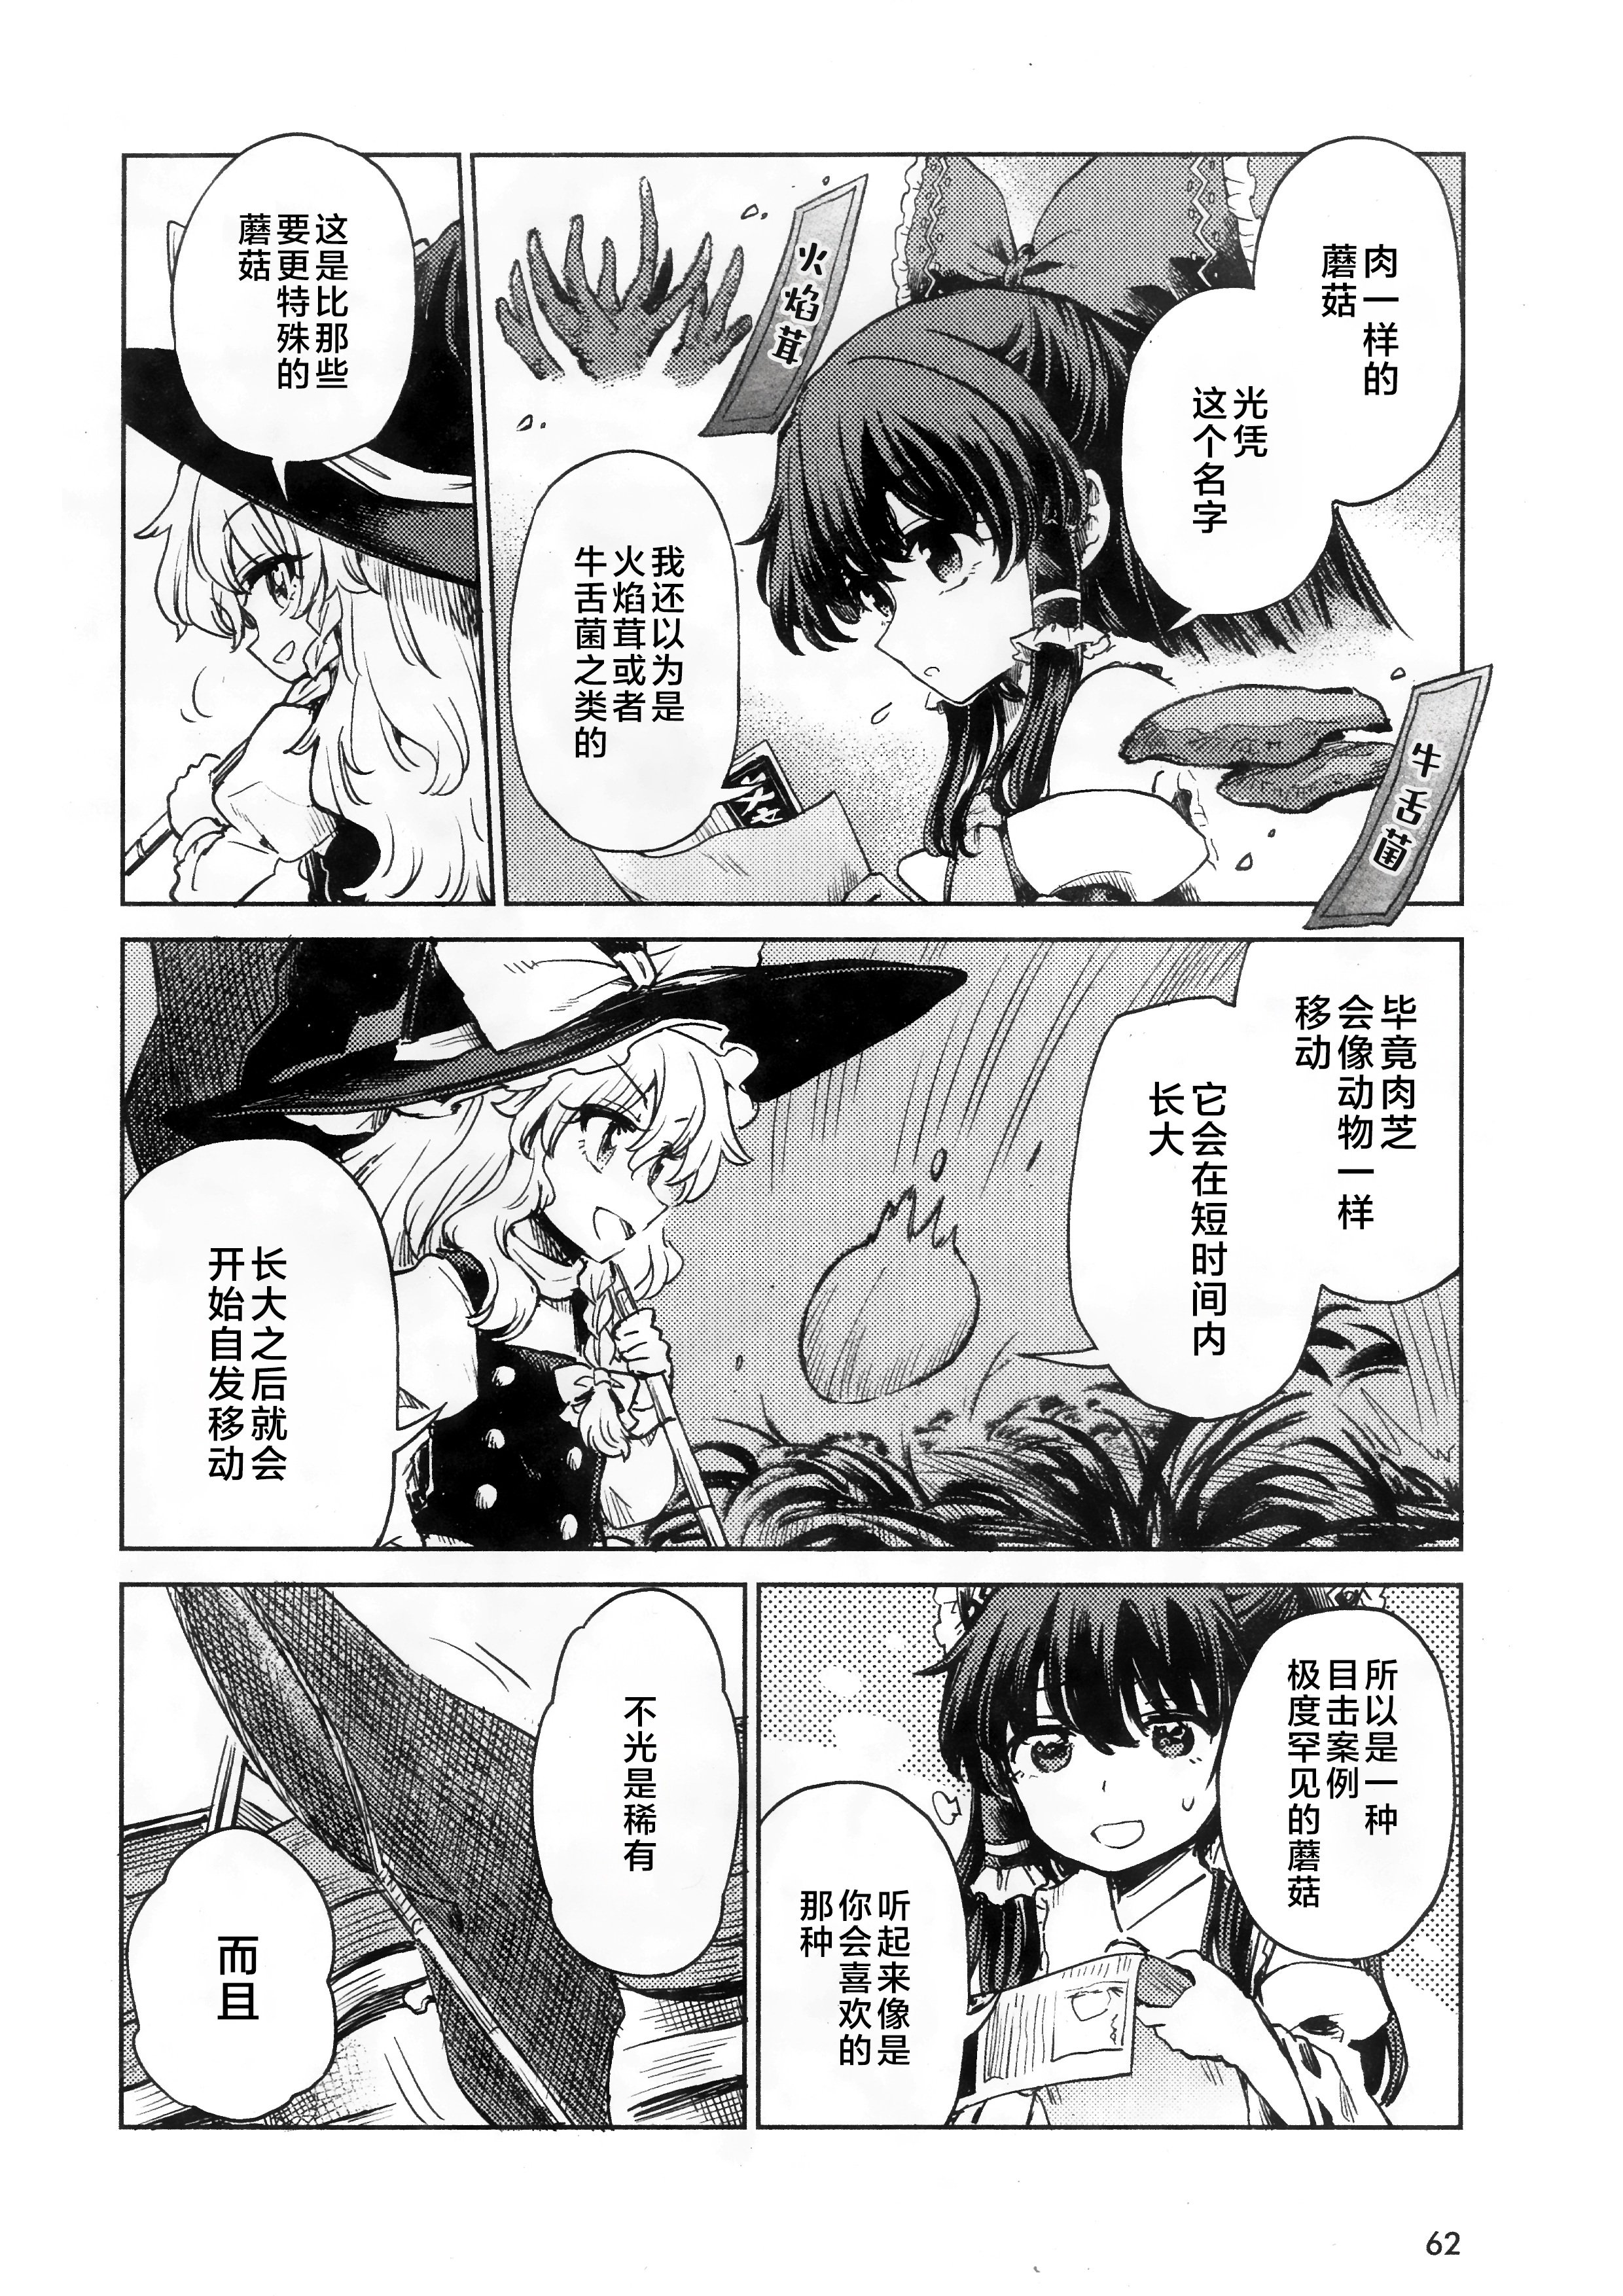 肉一样的
蘑菇
光凭
这个名字
火焰茸
牛舌菌
我还以为是
火焰茸或者
牛舌菌之类的
这是比那些
要更特殊的
蘑菇
毕竟肉芝
会像动物一样
移动
它会在短时间内
长大
长大之后就会
开始自发移动
所以是一种
目击案例
极度罕见的蘑菇
听起来像是
你会喜欢的
那种
不光是稀有
而且
62